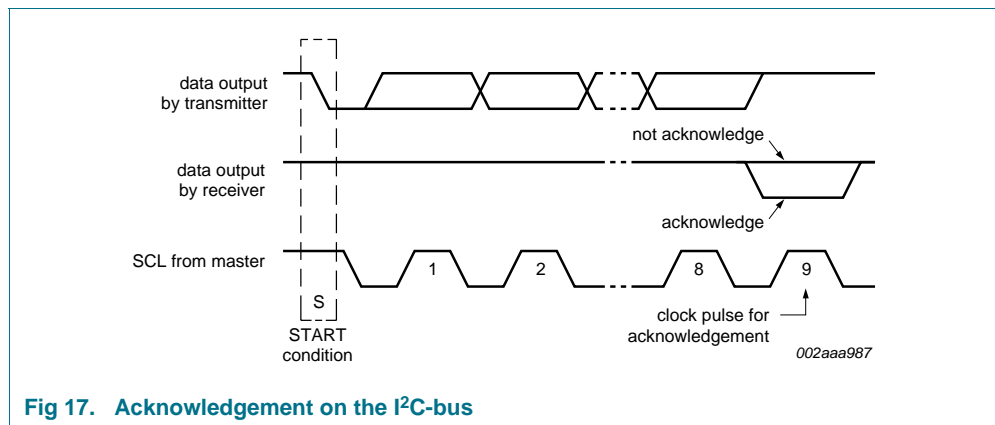 data output
by transmitter
not acknowledge
data output
by receiver
acknowledge
SCL from master
1
2
8
9
S
START
condition
clock pulse for
acknowledgement
002aaa987
Fig 17. Acknowledgement on the I²C-bus